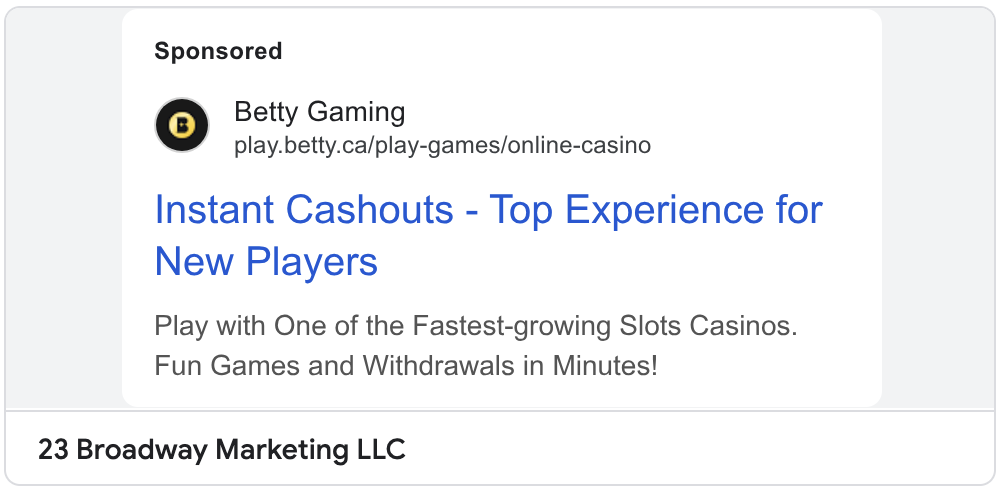 Sponsored
B
Betty Gaming
play.betty.ca/play-games/online-casino
Instant Cashouts - Top Experience for
New Players
Play with One of the Fastest-growing Slots Casinos.
Fun Games and Withdrawals in Minutes!
23 Broadway Marketing LLC